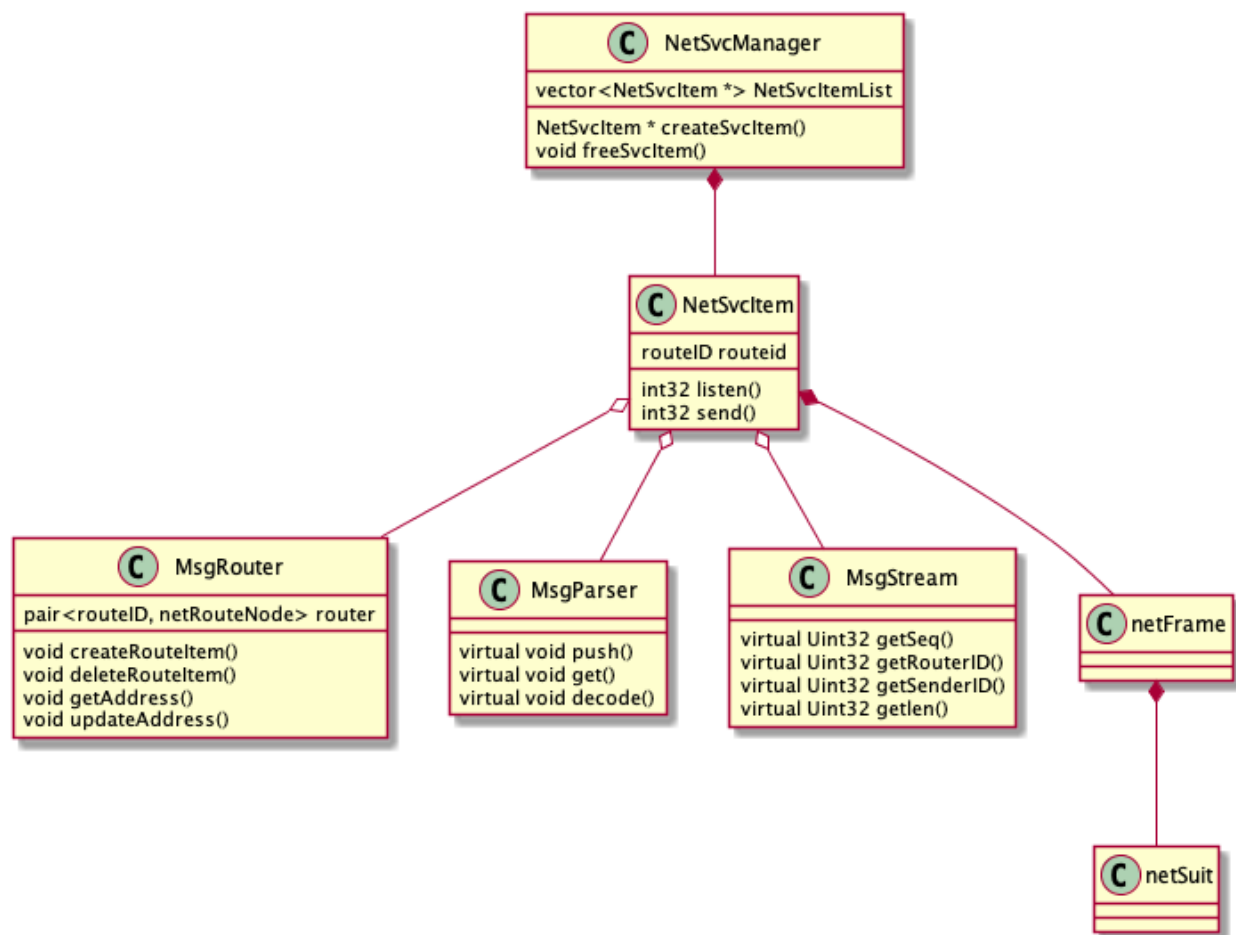 C NetSvcManager
vector<NetSvcItem *> NetSvcItemList
NetSvcItem * createSvcItem()
void freeSvcItem()
C NetSvcItem
routeID routeid
int32 listen()
int32 send()
C MsgRouter
pair<routeID, netRouteNode> router
void createRouteItem()
void deleteRouteItem()
void getAddress()
void updateAddress()
C MsgParser
virtual void push()
virtual void get()
virtual void decode()
C MsgStream
virtual Uint32 getSeq()
virtual Uint32 getRouterID()
virtual Uint32 getSenderID()
virtual Uint32 getlen()
C netFrame
C netSuit